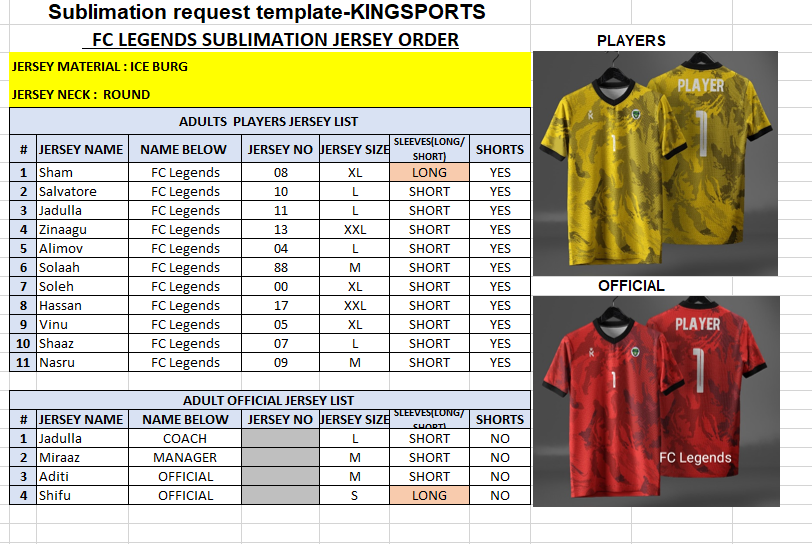 Sublimation request template-KINGSPORTS
FC LEGENDS SUBLIMATION JERSEY ORDER
JERSEY MATERIAL : ICE BURG
JERSEY NECK :  ROUND
ADULTS  PLAYERS JERSEY LIST
# JERSEY NAME NAME BELOW JERSEY NO JERSEY SIZE SLEEVES(LONG/ SHORT) SHORTS
1 Sham FC Legends 08 XL LONG YES
2 Salvatore FC Legends 10 L SHORT YES
3 Jadulla FC Legends 11 L SHORT YES
4 Zinaagu FC Legends 13 XXL SHORT YES
5 Alimov FC Legends 04 L SHORT YES
6 Solaah FC Legends 88 M SHORT YES
7 Soleh FC Legends 00 XL SHORT YES
8 Hassan FC Legends 17 XXL SHORT YES
9 Vinu FC Legends 05 XL SHORT YES
10 Shaaz FC Legends 07 L SHORT YES
11 Nasru FC Legends 09 M SHORT YES
ADULT OFFICIAL JERSEY LIST
# JERSEY NAME NAME BELOW JERSEY NO JERSEY SIZE SLEEVES(LONG/ SHORT) SHORTS
1 Jadulla COACH L SHORT NO
2 Miraaz MANAGER M SHORT NO
3 Aditi OFFICIAL M SHORT NO
4 Shifu OFFICIAL S LONG NO
PLAYERS
PLAYER
1
1
OFFICIAL
PLAYER
1
1
FC Legends